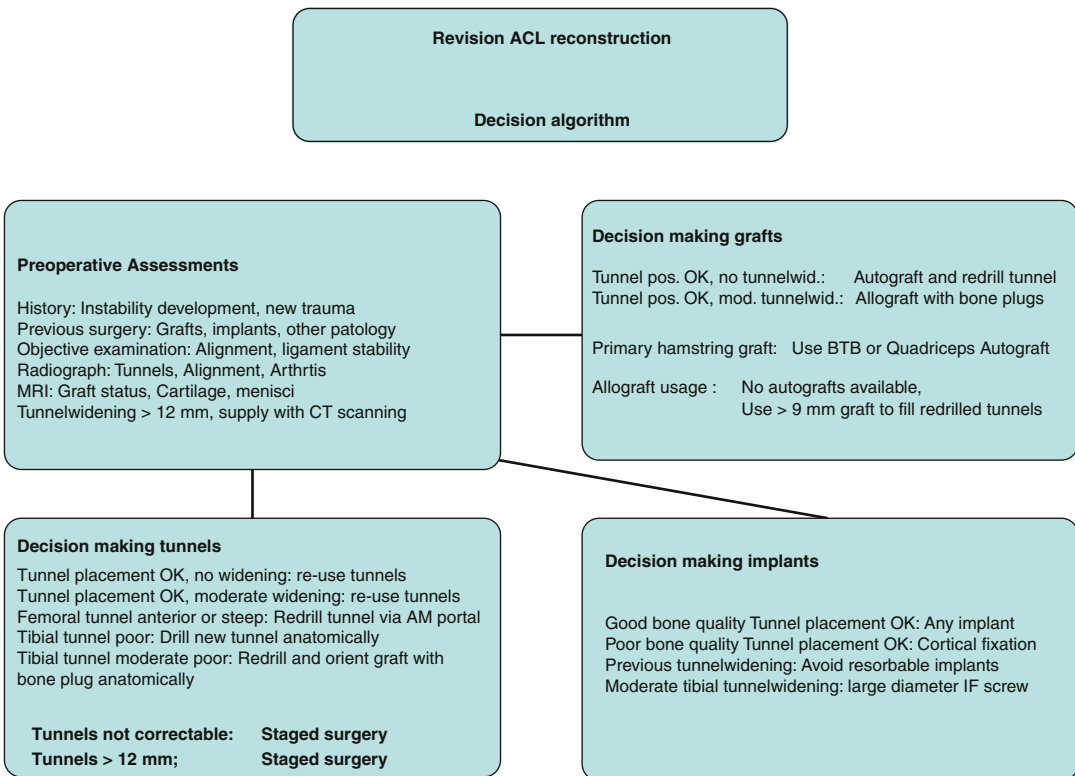 Revision ACL reconstruction
Decision algorithm
Preoperative Assessments
History: Instability development, new trauma
Previous surgery: Grafts, implants, other patology
Objective examination: Alignment, ligament stability
Radiograph: Tunnels, Alignment, Arthrtis
MRI: Graft status, Cartilage, menisci
Tunnelwidening > 12 mm, supply with CT scanning
Decision making grafts
Tunnel pos. OK, no tunnelwid.: Autograft and redrill tunnel
Tunnel pos. OK, mod. tunnelwid.: Allograft with bone plugs
Primary hamstring graft: Use BTB or Quadriceps Autograft
Allograft usage : No autografts available,
Use > 9 mm graft to fill redrilled tunnels
Decision making tunnels
Tunnel placement OK, no widening: re-use tunnels
Tunnel placement OK, moderate widening: re-use tunnels
Femoral tunnel anterior or steep: Redrill tunnel via AM portal
Tibial tunnel poor: Drill new tunnel anatomically
Tibial tunnel moderate poor: Redrill and orient graft with
bone plug anatomically
Tunnels not correctable: Staged surgery
Tunnels > 12 mm; Staged surgery
Decision making implants
Good bone quality Tunnel placement OK: Any implant
Poor bone quality Tunnel placement OK: Cortical fixation
Previous tunnelwidening: Avoid resorbable implants
Moderate tibial tunnelwidening: large diameter IF screw